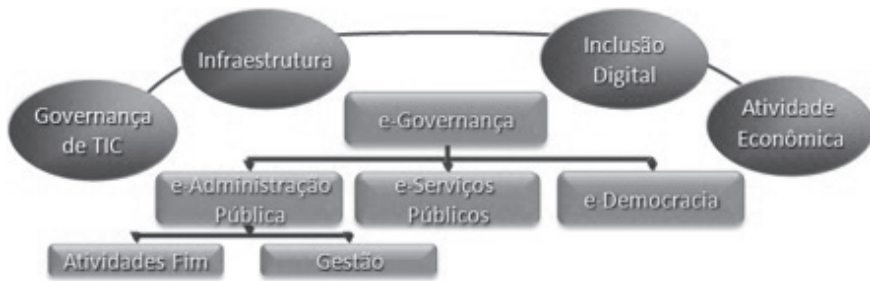 Infraestrutura
Inclusão
Digital
Governança
de TIC
Atividade
Econômica
e-Governança
e-Administração
Pública
e-Serviços
Públicos
e-Democracia
Atividades Fim
Gestão